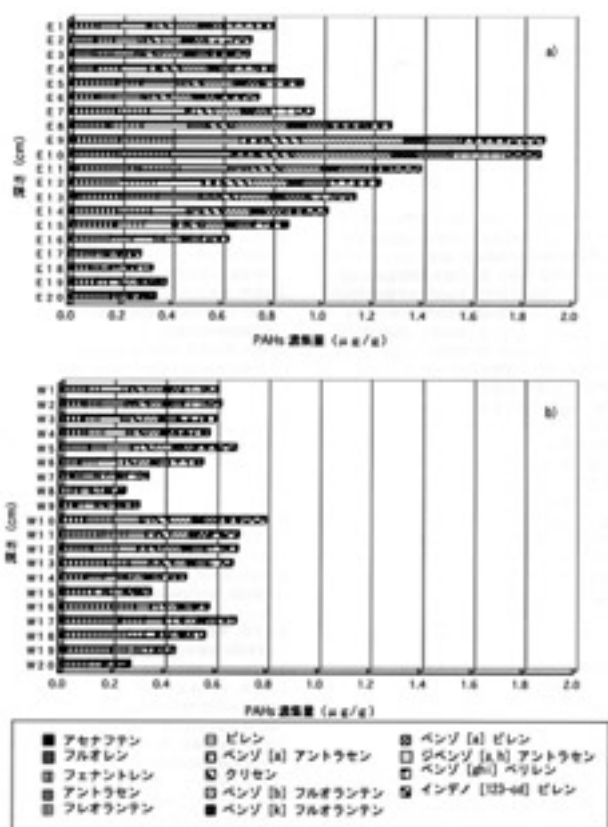 a)
E1
E2
E3
E4
E5
E6
E7
E8
E9
E10
E11
E12
E13
E14
E15
E16
E17
E18
E19
E20
深さ (cm)
0.0 0.2 0.4 0.6 0.8 1.0 1.2 1.4 1.6 1.8 2.0
PAHs 濃集量 (μg/g)
b)
W1
W2
W3
W4
W5
W6
W7
W8
W9
W10
W11
W12
W13
W14
W15
W16
W17
W18
W19
W20
深さ (cm)
0.0 0.2 0.4 0.6 0.8 1.0 1.2 1.4 1.6 1.8 2.0
PAHs 濃集量 (μg/g)
アセナフテン
フルオレン
フェナントレン
アントラセン
フレオランテン
ピレン
ベンゾ [a] アントラセン
クリセン
ベンゾ [b] フルオランテン
ベンゾ [k] フルオランテン
ベンゾ [a] ピレン
ジベンゾ [a,h] アントラセン
ベンゾ [ghi] ペリレン
インデノ [123-cd] ピレン